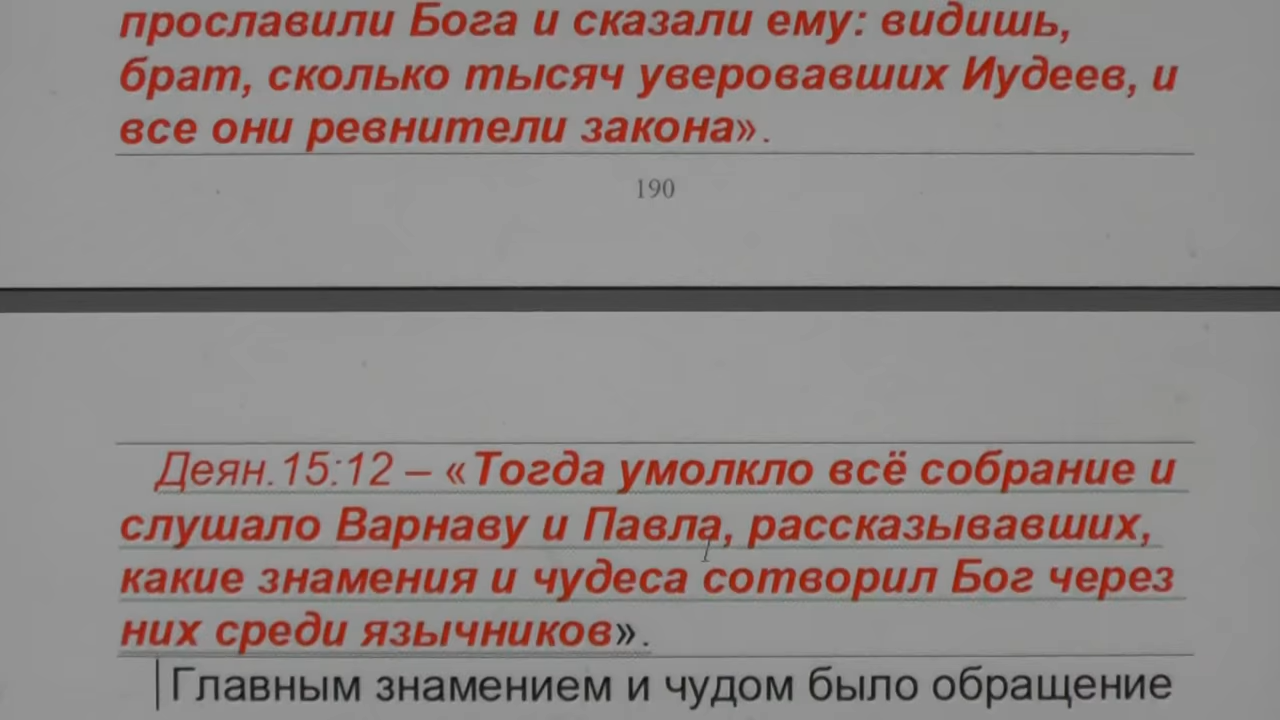 прославили Бога и сказали ему: видишь,
брат, сколько тысяч уверовавших Иудеев, и
все они ревнители закона».
190
Деян.15:12 – «Тогда умолкло всё собрание и
слушало Варнаву и Павла, рассказывавших,
какие знамения и чудеса сотворил Бог через
них среди язычников».
Главным знамением и чудом было обращение